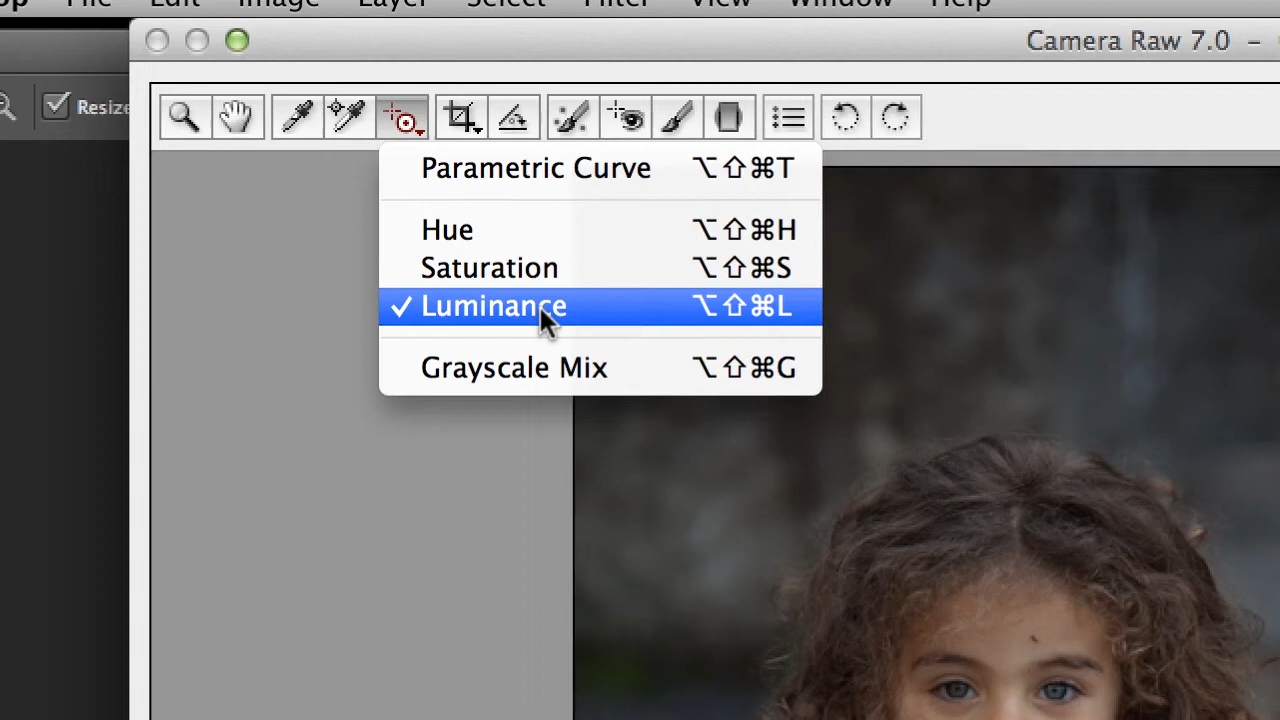 File Edit Image Layer Select Filter View Window Help
Camera Raw 7.0 –
Resize
Parametric Curve ⌥⇧⌘T
Hue ⌥⇧⌘H
Saturation ⌥⇧⌘S
✓ Luminance ⌥⇧⌘L
Grayscale Mix ⌥⇧⌘G